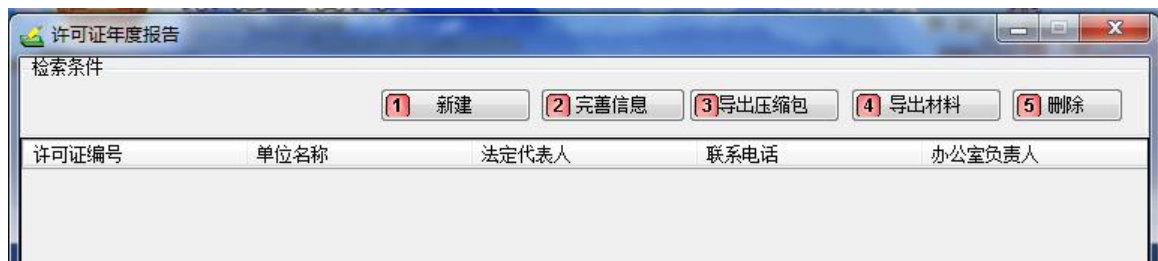 许可证年度报告
检索条件
1 新建 2 完善信息 3 导出压缩包 4 导出材料 5 删除
许可证编号 单位名称 法定代表人 联系电话 办公室负责人